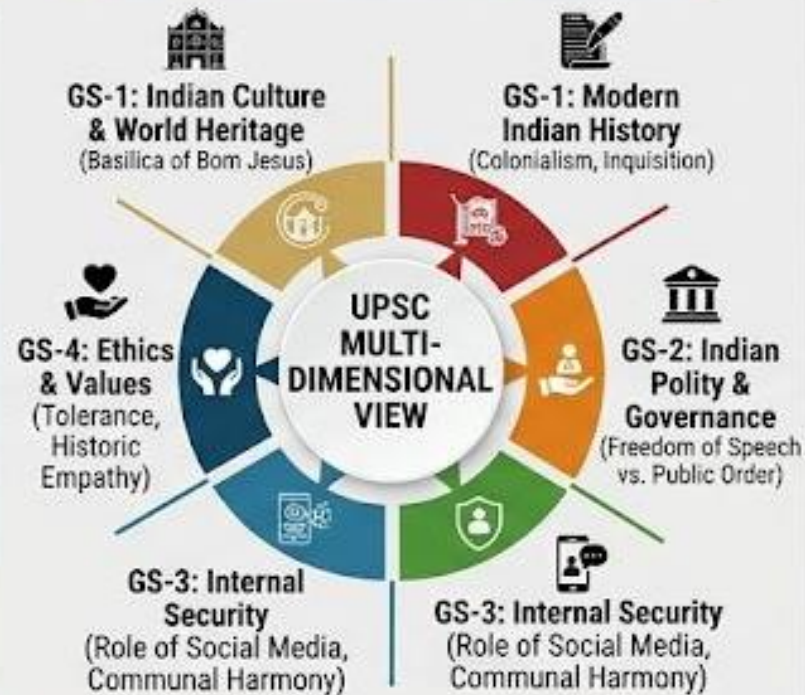 GS-1: Indian Culture
& World Heritage
(Basilica of Bom Jesus)
GS-1: Modern
Indian History
(Colonialism, Inquisition)
UPSC
MULTI-
DIMENSIONAL
VIEW
GS-4: Ethics
& Values
(Tolerance,
Historic
Empathy)
GS-2: Indian
Polity &
Governance
(Freedom of Speech
vs. Public Order)
GS-3: Internal
Security
(Role of Social Media,
Communal Harmony)
GS-3: Internal Security
(Role of Social Media,
Communal Harmony)